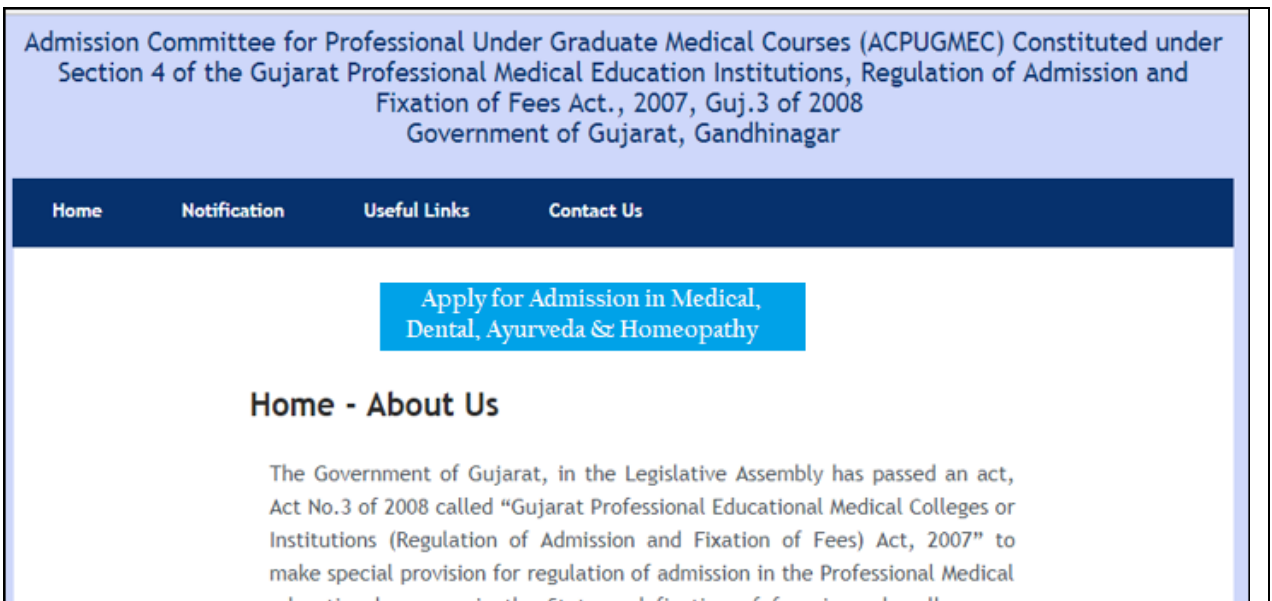 Admission Committee for Professional Under Graduate Medical Courses (ACPUGMEC) Constituted under
Section 4 of the Gujarat Professional Medical Education Institutions, Regulation of Admission and
Fixation of Fees Act., 2007, Guj.3 of 2008
Government of Gujarat, Gandhinagar
Home Notification Useful Links Contact Us
Apply for Admission in Medical,
Dental, Ayurveda & Homeopathy
Home - About Us
The Government of Gujarat, in the Legislative Assembly has passed an act,
Act No.3 of 2008 called “Gujarat Professional Educational Medical Colleges or
Institutions (Regulation of Admission and Fixation of Fees) Act, 2007” to
make special provision for regulation of admission in the Professional Medical